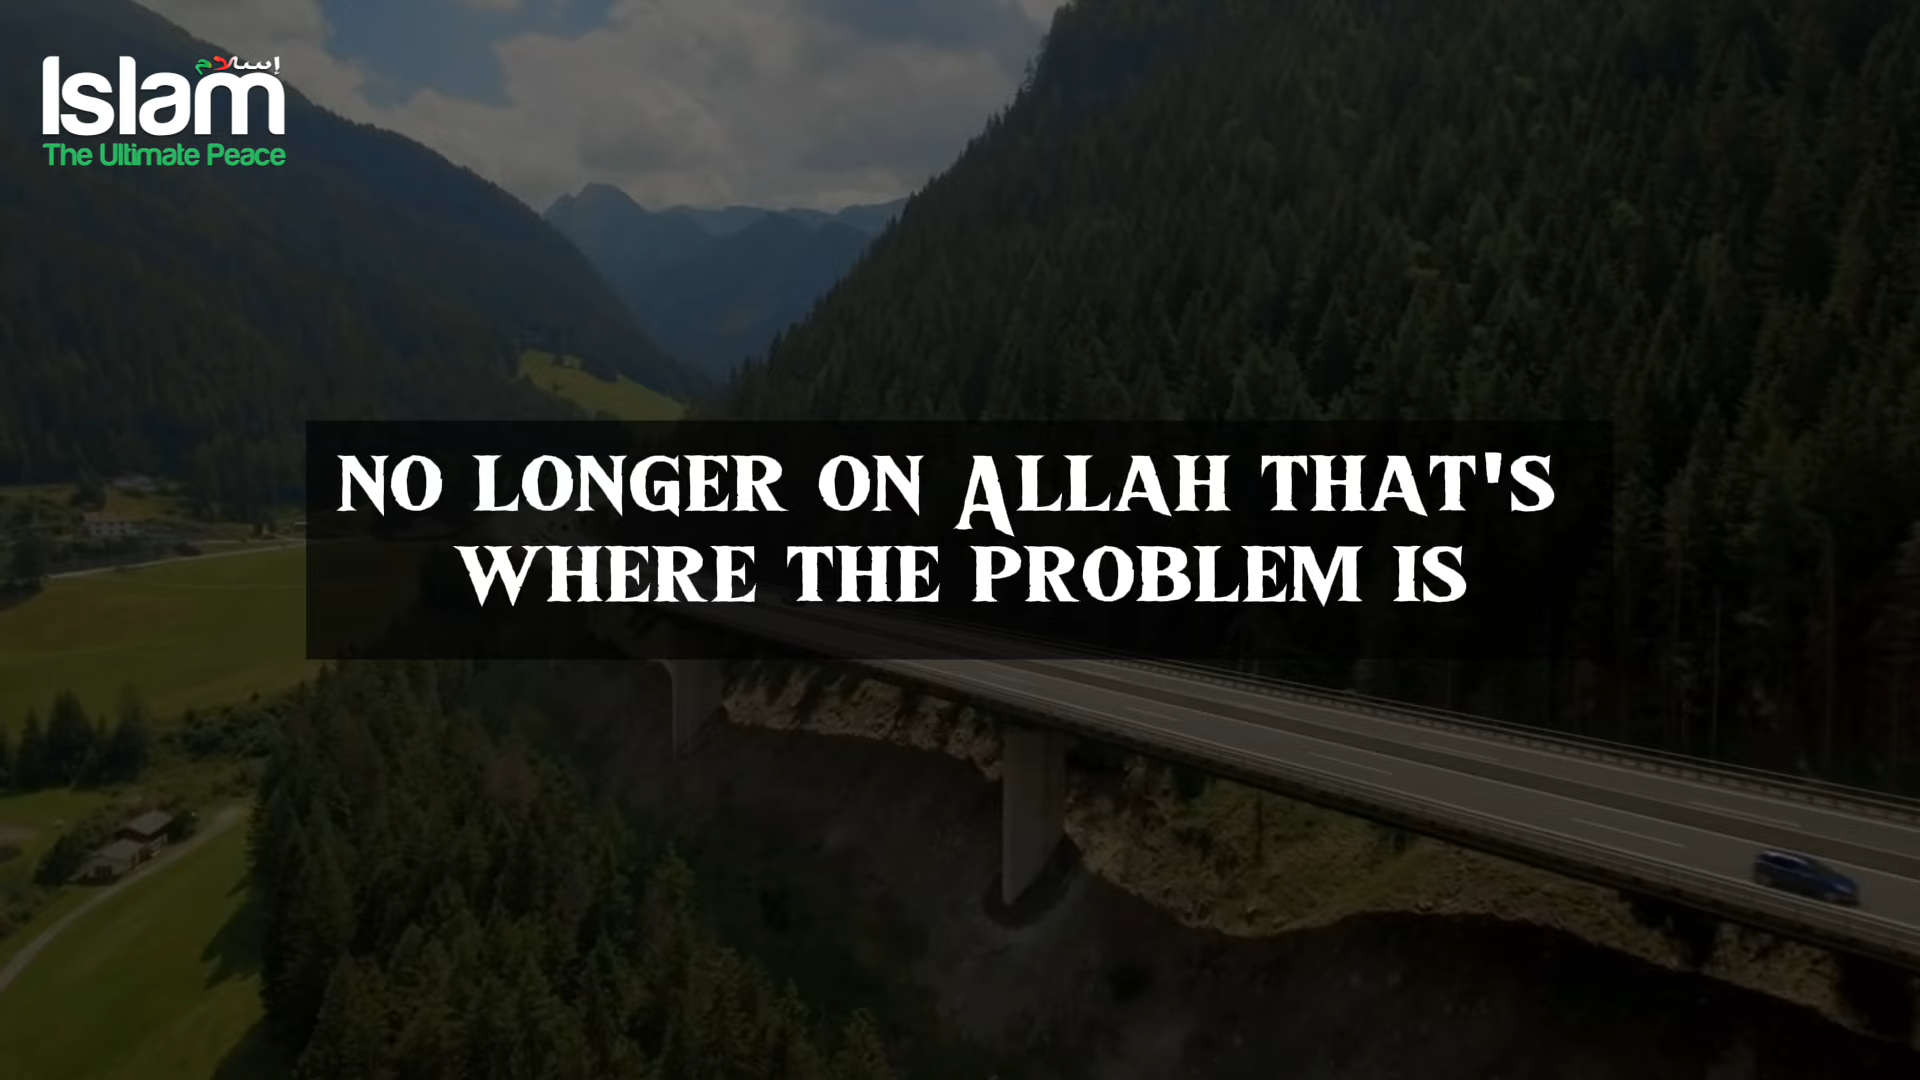 إسلام
Islam
The Ultimate Peace
NO LONGER ON ALLAH THAT'S
WHERE THE PROBLEM IS